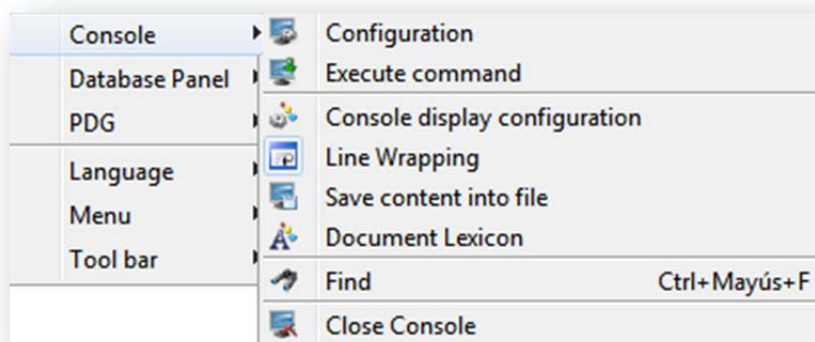 Console
Database Panel
PDG
Language
Menu
Tool bar
Configuration
Execute command
Console display configuration
Line Wrapping
Save content into file
Document Lexicon
Find Ctrl+Mayús+F
Close Console